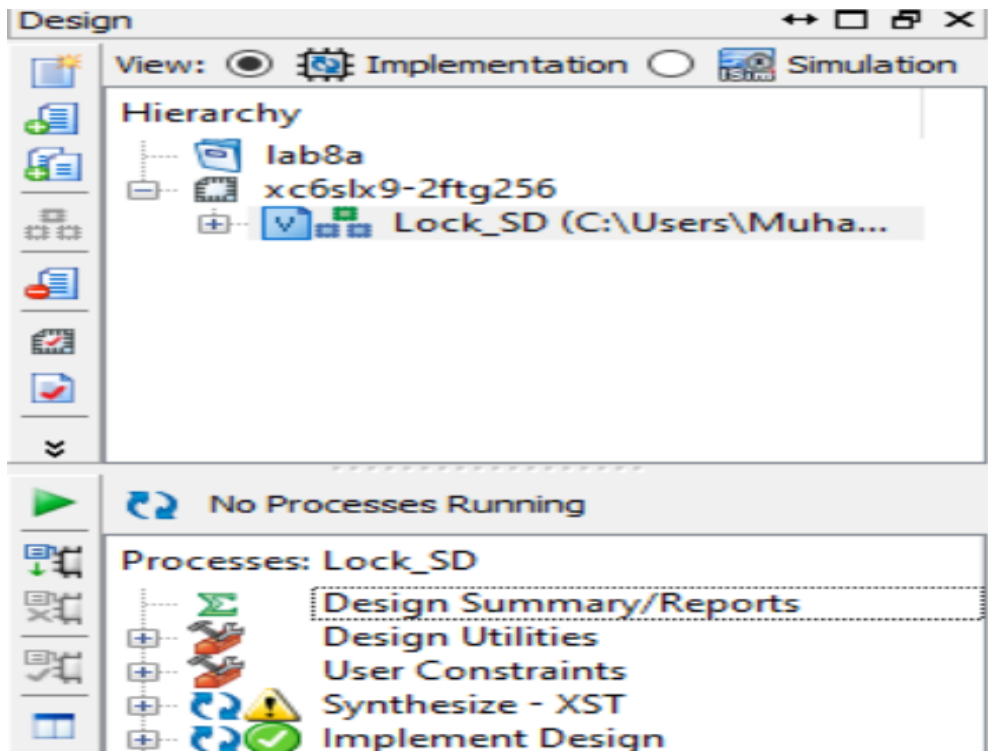 Design
View: Implementation ISim Simulation
Hierarchy
lab8a
xc6slx9-2ftg256
V Lock_SD (C:\Users\Muha...
No Processes Running
Processes: Lock_SD
Design Summary/Reports
Design Utilities
User Constraints
Synthesize - XST
Implement Design